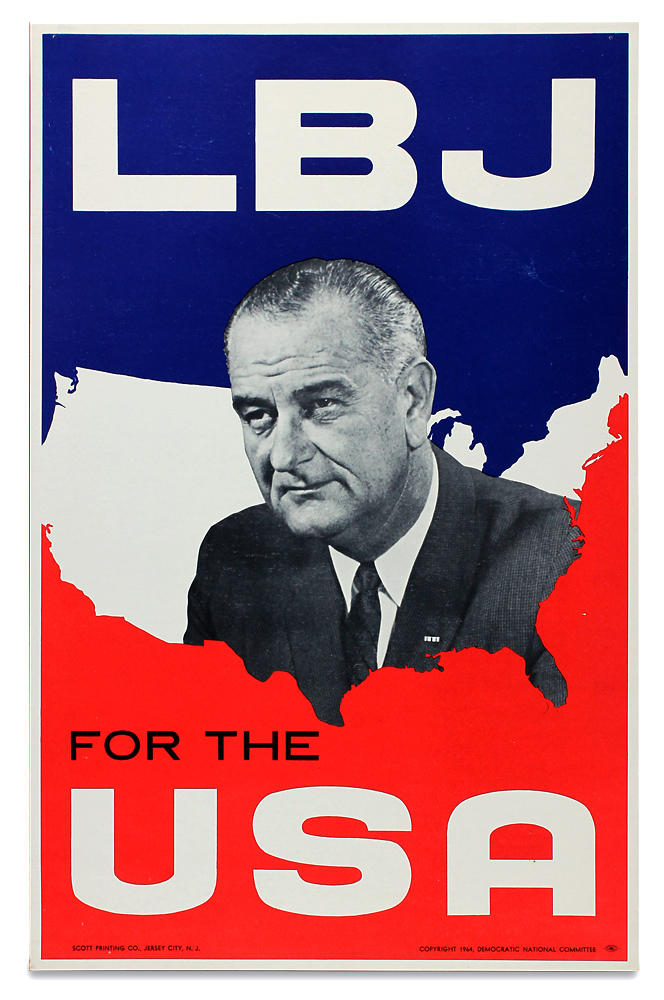 LBJ
FOR THE
USA
SCOTT PRINTING CO., JERSEY CITY, N. J.
COPYRIGHT 1964, DEMOCRATIC NATIONAL COMMITTEE